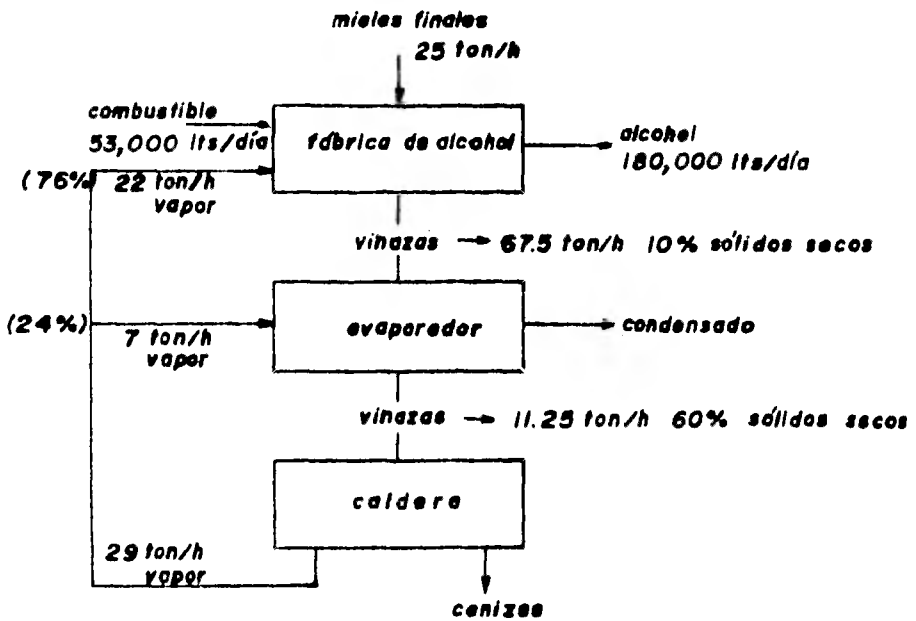 mieles finales
25 ton/h
combustible
53,000 lts/día
fábrica de alcohol
alcohol
180,000 lts/día
(76%)
22 ton/h
vapor
vinazas → 67.5 ton/h 10% sólidos secos
(24%)
7 ton/h
vapor
evaporador
condensado
vinazas → 11.25 ton/h 60% sólidos secos
caldera
29 ton/h
vapor
cenizas